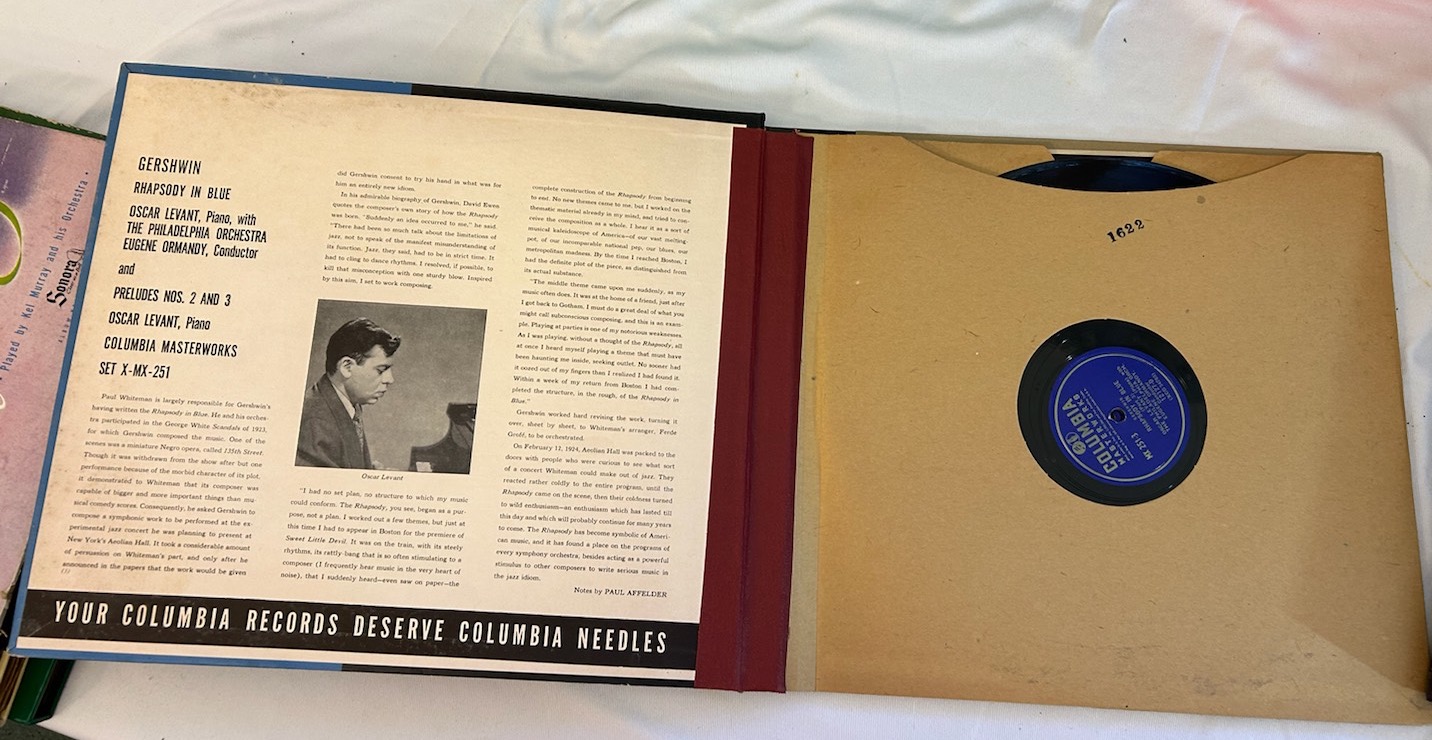 GERSHWIN
RHAPSODY IN BLUE
OSCAR LEVANT, Piano, with
THE PHILADELPHIA ORCHESTRA
EUGENE ORMANDY, Conductor
and
PRELUDES NOS. 2 AND 3
OSCAR LEVANT, Piano
COLUMBIA MASTERWORKS
SET X-MX-251
Paul Whiteman is largely responsible for Gershwin's
having written the Rhapsody in Blue. He and his orches-
tra participated in the George White Scandals of 1923,
for which Gershwin composed the music. One of the
scenes was a miniature Negro opera, called 135th Street.
Though it was withdrawn from the show after but one
performance because of the morbid character of its plot,
it demonstrated to Whiteman that its composer was
capable of bigger and more important things than mu-
sical comedy scores. Consequently, he asked Gershwin to
compose a symphonic work to be performed at the ex-
perimental jazz concert he was planning to present at
New York's Aeolian Hall. It took a considerable amount
of persuasion on Whiteman's part, and only after he
announced in the papers that the work would be given
did Gershwin consent to try his hand in what was for
him an entirely new idiom.
In his admirable biography of Gershwin, David Ewen
quotes the composer's own story of how the Rhapsody
was born. "Suddenly an idea occurred to me," he said.
"There had been so much talk about the limitations of
jazz, not to speak of the manifest misunderstanding of
its function. Jazz, they said, had to be in strict time. It
had to cling to dance rhythms. I resolved, if possible, to
kill that misconception with one sturdy blow. Inspired
by this aim, I set to work composing.
Oscar Levant
"I had no set plan, no structure to which my music
could conform. The Rhapsody, you see, began as a pur-
pose, not a plan. I worked out a few themes, but just at
this time I had to appear in Boston for the premiere of
Sweet Little Devil. It was on the train, with its steely
rhythms, its rattly-bang that is so often stimulating to a
composer (I frequently hear music in the very heart of
noise), that I suddenly heard—even saw on paper—the
complete construction of the Rhapsody from beginning
to end. No new themes came to me, but I worked on the
thematic material already in my mind, and tried to con-
ceive the composition as a whole. I hear it as a sort of
musical kaleidoscope of America—of our vast melting-
pot, of our incomparable national pep, our blues, our
metropolitan madness. By the time I reached Boston, I
had the definite plot of the piece, as distinguished from
its actual substance.
"The middle theme came upon me suddenly, as my
music often does. It was at the home of a friend, just after
I got back to Gotham. I must do a great deal of what you
might call subconscious composing, and this is an exam-
ple. Playing at parties is one of my notorious weaknesses.
As I was playing, without a thought of the Rhapsody, all
at once I heard myself playing a theme that must have
been haunting me inside, seeking outlet. No sooner had
it oozed out of my fingers than I realized I had found it.
Within a week of my return from Boston I had com-
pleted the structure, in the rough, of the Rhapsody in
Blue."
Gershwin worked hard revising the work, turning it
over, sheet by sheet, to Whiteman's arranger, Ferde
Grofé, to be orchestrated.
On February 12, 1924, Aeolian Hall was packed to the
doors with people who were curious to see what sort
of a concert Whiteman could make out of jazz. They
reacted rather coldly to the entire program, until the
Rhapsody came on the scene, then their coldness turned
to wild enthusiasm—an enthusiasm which has lasted till
this day and which will probably continue for many years
to come. The Rhapsody has become symbolic of Ameri-
can music, and it has found a place on the programs of
every symphony orchestra, besides acting as a powerful
stimulus to other composers to write serious music in
the jazz idiom.
Notes by PAUL AFFELDER
YOUR COLUMBIA RECORDS DESERVE COLUMBIA NEEDLES
1622
COLUMBIA
MASTERWORKS
MX 251-2
RHAPSODY IN BLUE
Played by Kel Murray and his Orchestra
Sonora